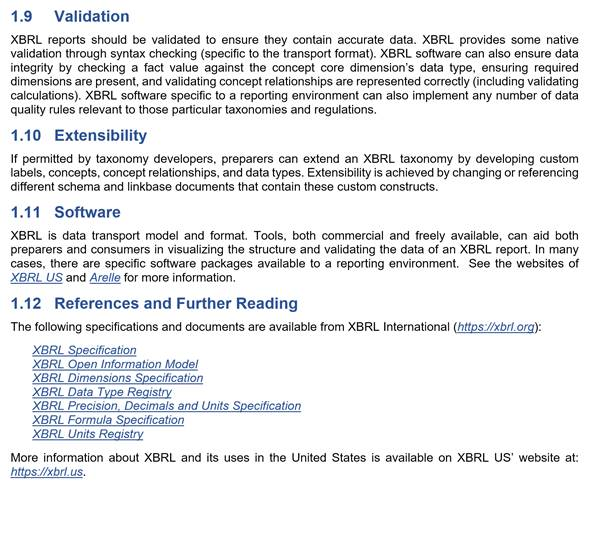 1.9 Validation
XBRL reports should be validated to ensure they contain accurate data. XBRL provides some native
validation through syntax checking (specific to the transport format). XBRL software can also ensure data
integrity by checking a fact value against the concept core dimension's data type, ensuring required
dimensions are present, and validating concept relationships are represented correctly (including validating
calculations). XBRL software specific to a reporting environment can also implement any number of data
quality rules relevant to those particular taxonomies and regulations.
1.10 Extensibility
If permitted by taxonomy developers, preparers can extend an XBRL taxonomy by developing custom
labels, concepts, concept relationships, and data types. Extensibility is achieved by changing or referencing
different schema and linkbase documents that contain these custom constructs.
1.11 Software
XBRL is data transport model and format. Tools, both commercial and freely available, can aid both
preparers and consumers in visualizing the structure and validating the data of an XBRL report. In many
cases, there are specific software packages available to a reporting environment. See the websites of
XBRL US and Arelle for more information.
1.12 References and Further Reading
The following specifications and documents are available from XBRL International (https://xbrl.org):
XBRL Specification
XBRL Open Information Model
XBRL Dimensions Specification
XBRL Data Type Registry
XBRL Precision, Decimals and Units Specification
XBRL Formula Specification
XBRL Units Registry
More information about XBRL and its uses in the United States is available on XBRL US' website at:
https://xbrl.us.